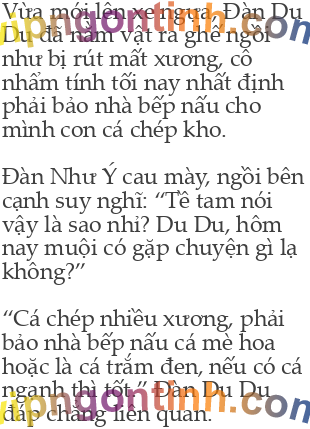 Vừa mới lên xe ngựa, Đàn Du
Du đã nằm vật ra ghế ngồi
như bị rút mất xương, cô
nhẩm tính tối nay nhất định
phải bảo nhà bếp nấu cho
mình con cá chép kho.
Đàn Như Ý cau mày, ngồi bên
cạnh suy nghĩ: “Tề tam nói
vậy là sao nhỉ? Du Du, hôm
nay muội có gặp chuyện gì lạ
không?”
“Cá chép nhiều xương, phải
bảo nhà bếp nấu cá mè hoa
hoặc là cá trắm đen, nếu có cá
ngạnh thì tốt.” Đàn Du Du
đáp chẳng liên quan.
vipngontinh.com
vipngontinh.com